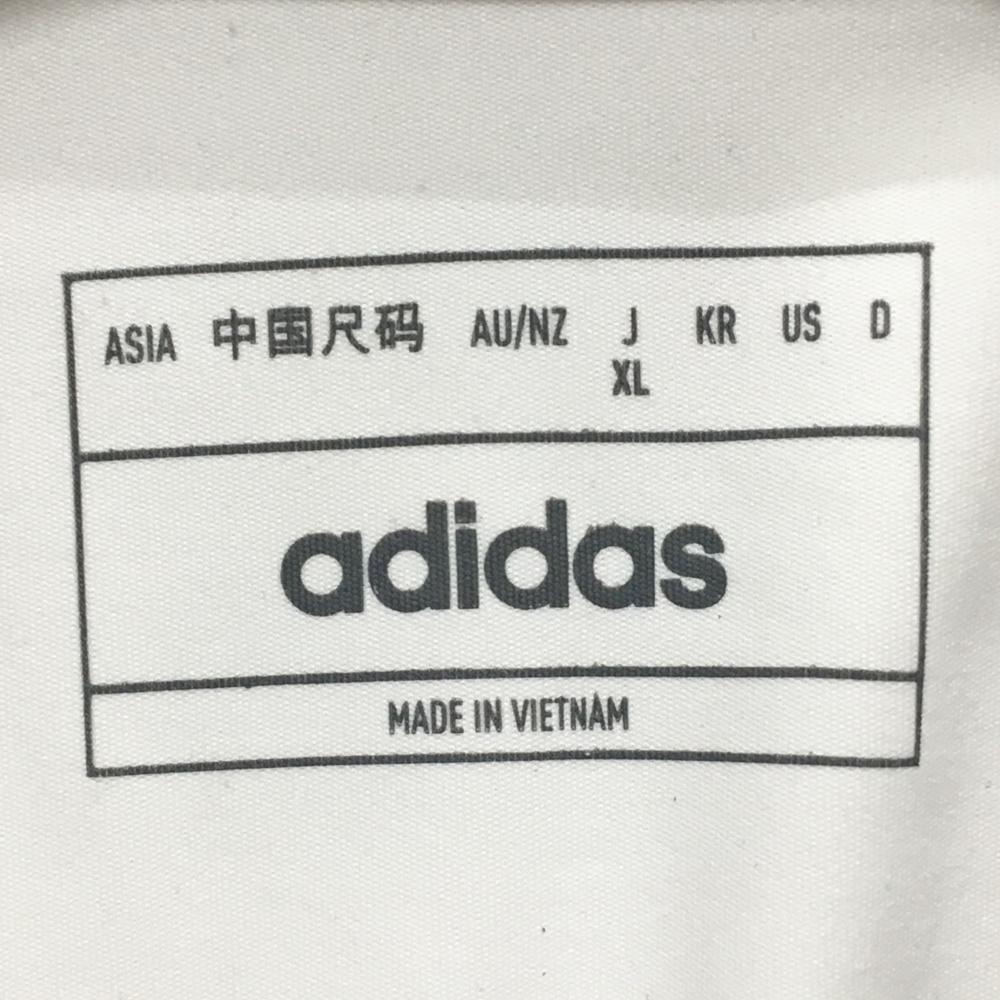 ASIA 中国尺码 AU/NZ J KR US D
XL
adidas
MADE IN VIETNAM